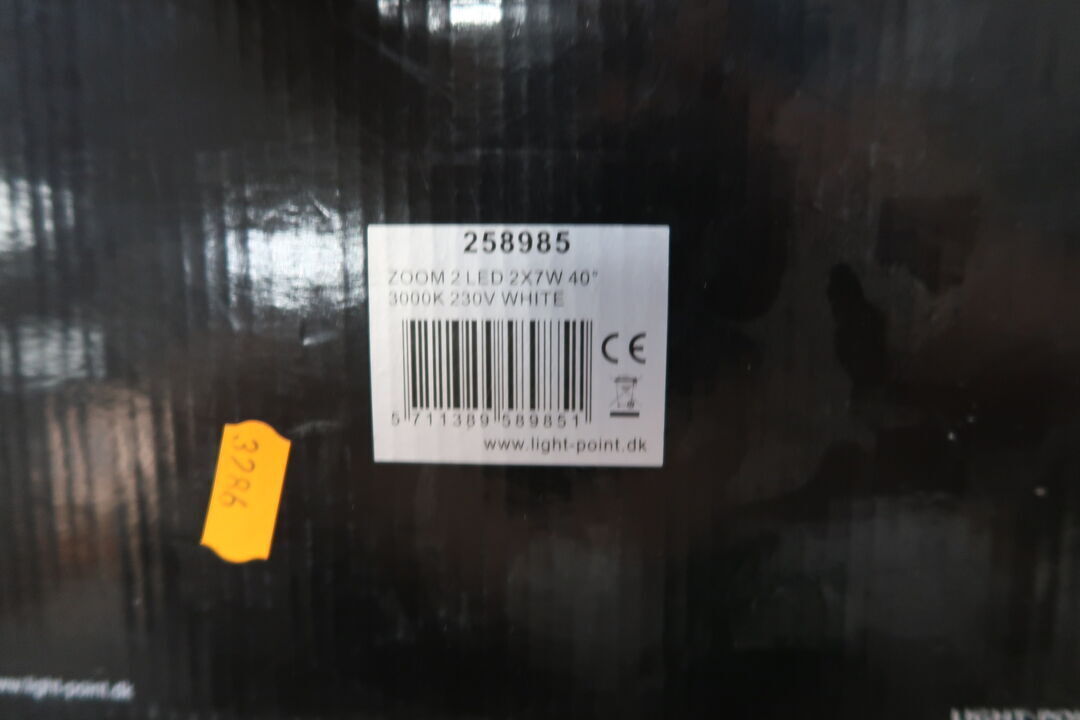 258985
ZOOM 2 LED 2X7W 40°
3000K 230V WHITE
CE
5 711389 589851
www.light-point.dk
3286
www.light-point.dk